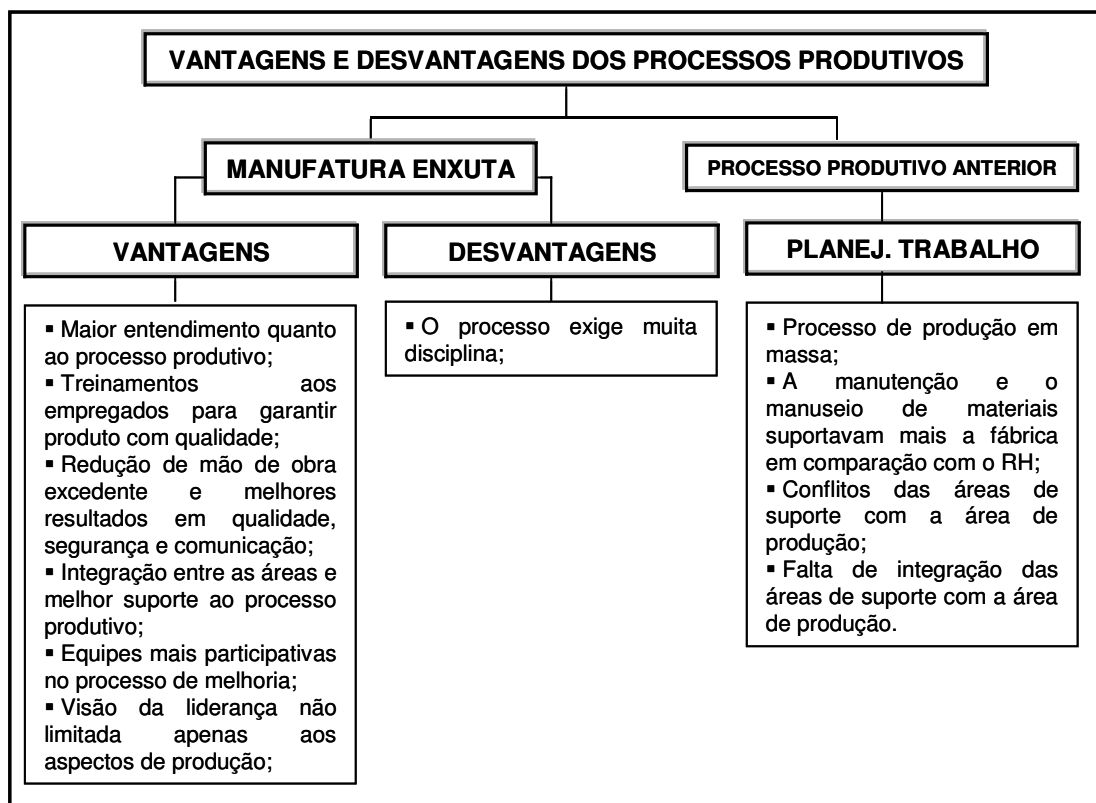 VANTAGENS E DESVANTAGENS DOS PROCESSOS PRODUTIVOS
MANUFATURA ENXUTA
PROCESSO PRODUTIVO ANTERIOR
VANTAGENS
DESVANTAGENS
PLANEJ. TRABALHO
▪ Maior entendimento quanto
ao processo produtivo;
▪ Treinamentos aos
empregados para garantir
produto com qualidade;
▪ Redução de mão de obra
excedente e melhores
resultados em qualidade,
segurança e comunicação;
▪ Integração entre as áreas e
melhor suporte ao processo
produtivo;
▪ Equipes mais participativas
no processo de melhoria;
▪ Visão da liderança não
limitada apenas aos
aspectos de produção;
▪ O processo exige muita
disciplina;
▪ Processo de produção em
massa;
▪ A manutenção e o
manuseio de materiais
suportavam mais a fábrica
em comparação com o RH;
▪ Conflitos das áreas de
suporte com a área de
produção;
▪ Falta de integração das
áreas de suporte com a área
de produção.